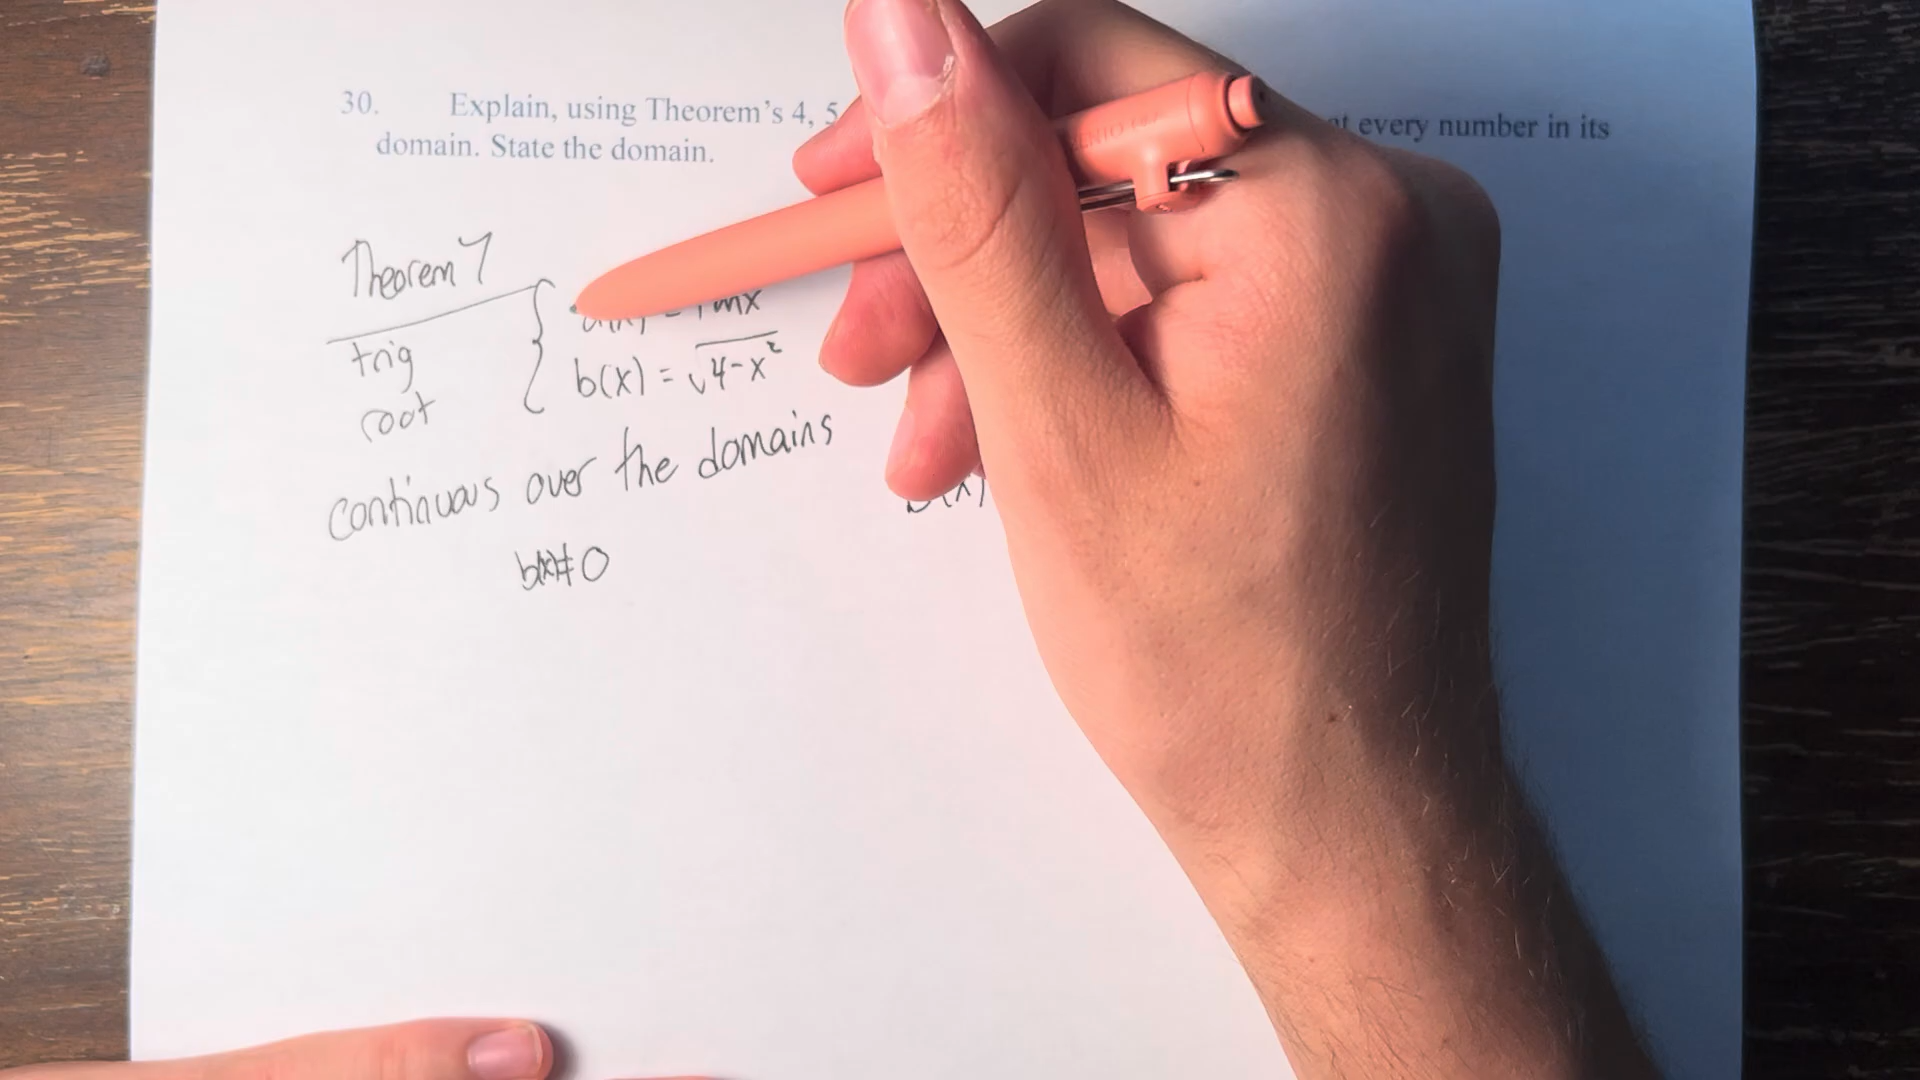 30. Explain, using Theorem's 4, 5 every number in its
domain. State the domain.
Theorem 7
trig
b(x) = √4-x²
root
continuous over the domains
b(x)≠0